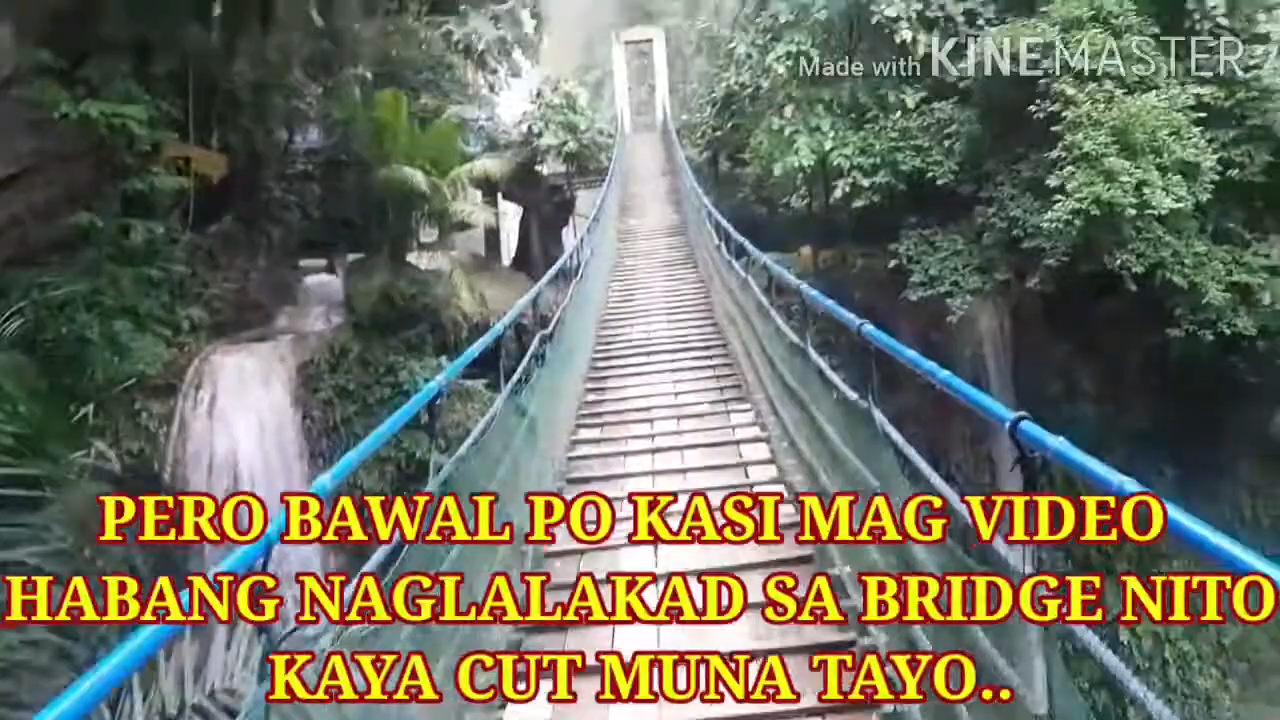 Made with KINEMASTER
PERO BAWAL PO KASI MAG VIDEO
HABANG NAGLALAKAD SA BRIDGE NITO
KAYA CUT MUNA TAYO..